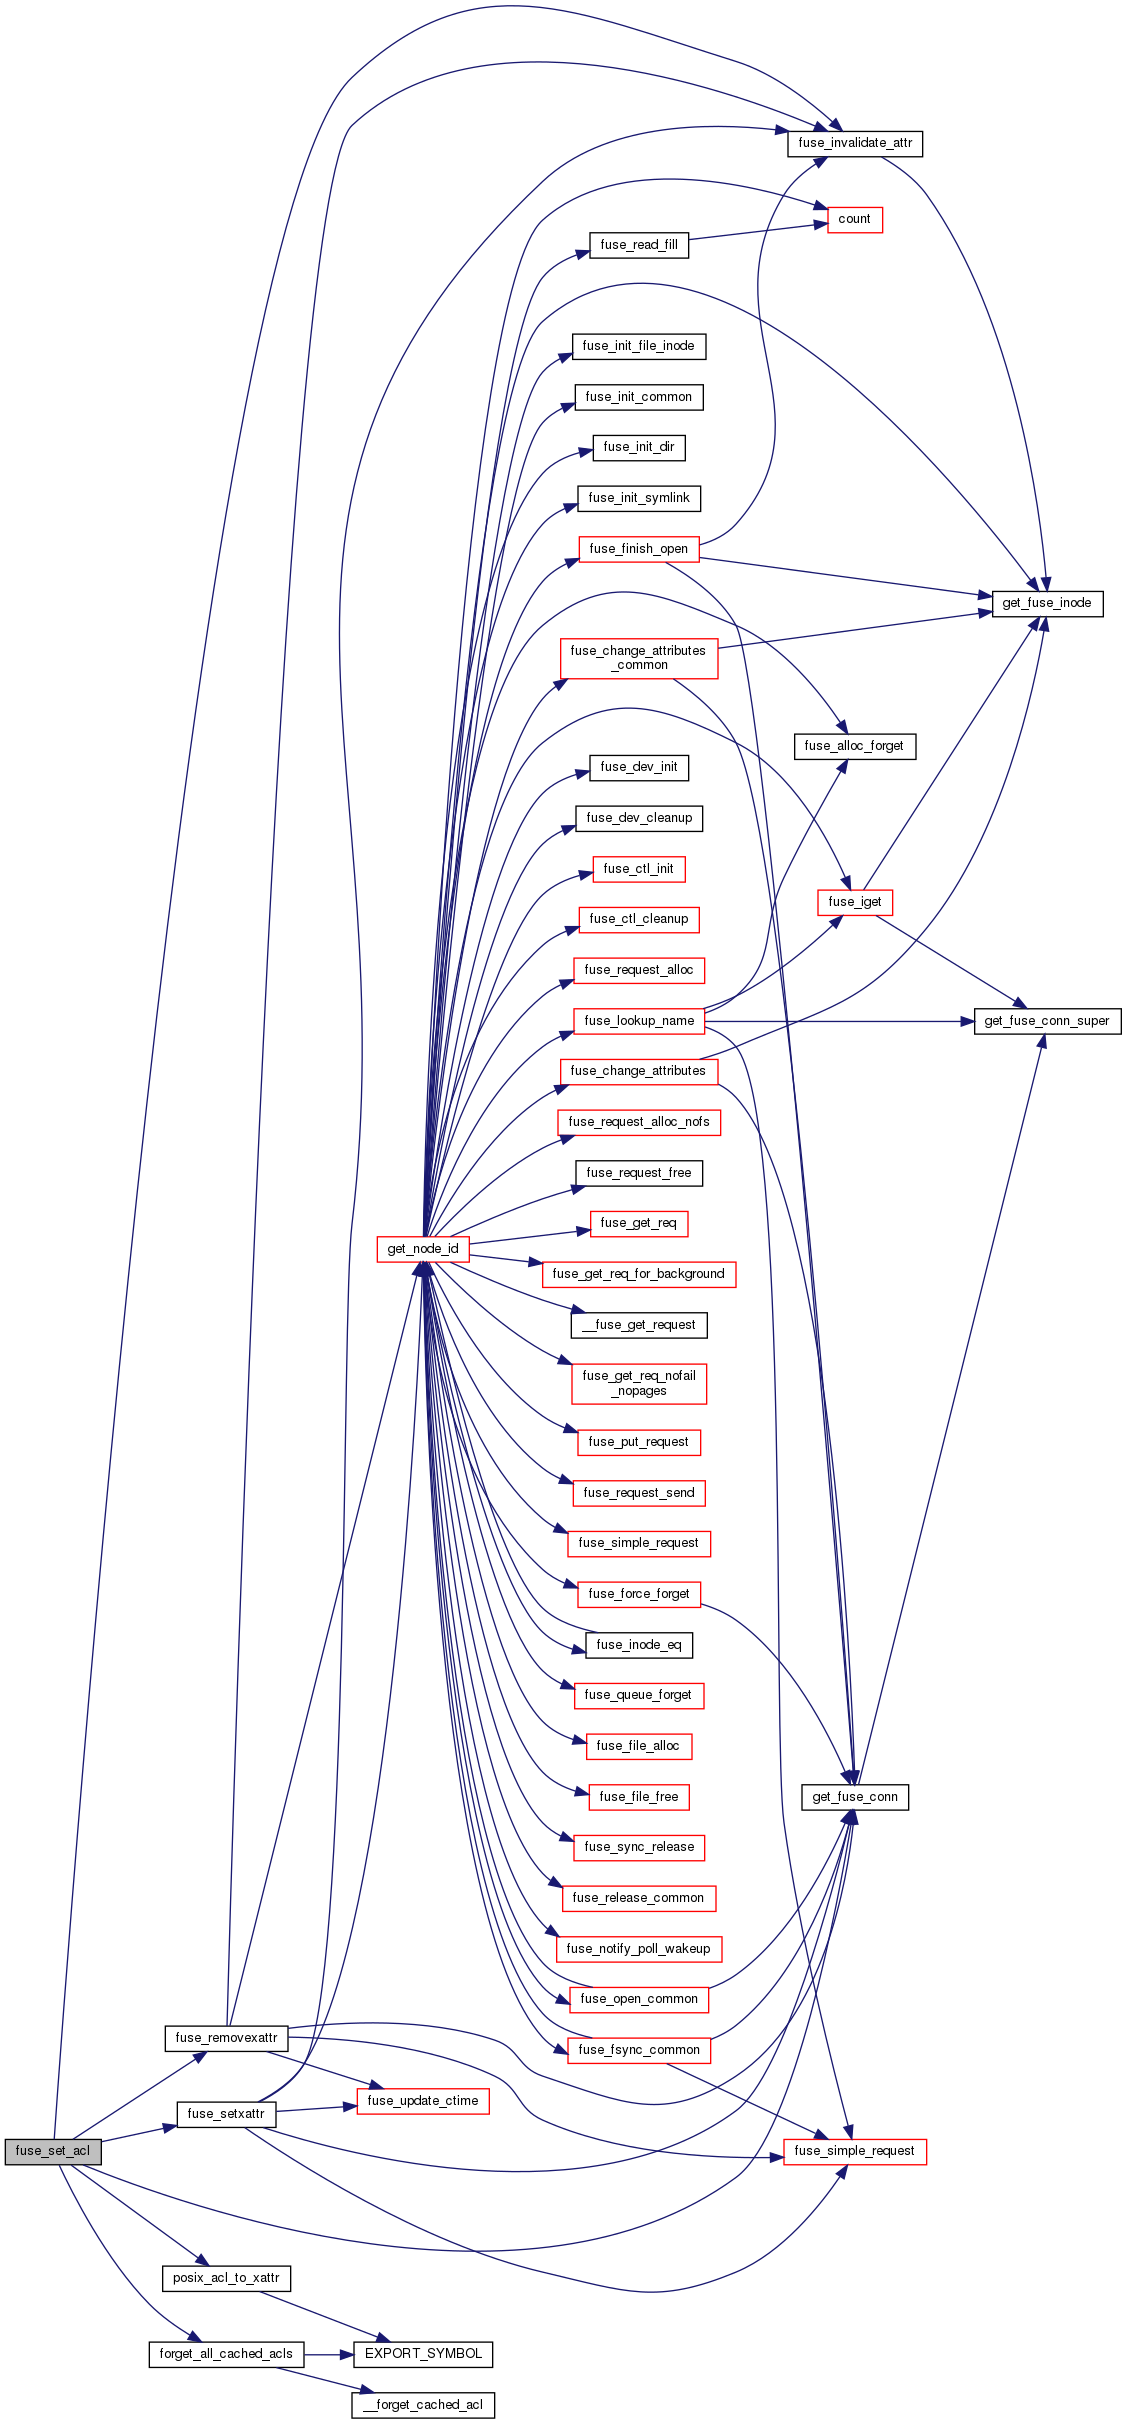 fuse_invalidate_attr
count
fuse_read_fill
fuse_init_file_inode
fuse_init_common
fuse_init_dir
fuse_init_symlink
fuse_finish_open
get_fuse_inode
fuse_change_attributes
_common
fuse_alloc_forget
fuse_dev_init
fuse_dev_cleanup
fuse_ctl_init
fuse_iget
fuse_ctl_cleanup
fuse_request_alloc
fuse_lookup_name
get_fuse_conn_super
fuse_change_attributes
fuse_request_alloc_nofs
fuse_request_free
fuse_get_req
get_node_id
fuse_get_req_for_background
__fuse_get_request
fuse_get_req_nofail
_nopages
fuse_put_request
fuse_request_send
fuse_simple_request
fuse_force_forget
fuse_inode_eq
fuse_queue_forget
fuse_file_alloc
fuse_file_free
get_fuse_conn
fuse_sync_release
fuse_release_common
fuse_notify_poll_wakeup
fuse_open_common
fuse_removexattr
fuse_fsync_common
fuse_update_ctime
fuse_setxattr
fuse_set_acl
fuse_simple_request
posix_acl_to_xattr
forget_all_cached_acls
EXPORT_SYMBOL
__forget_cached_acl